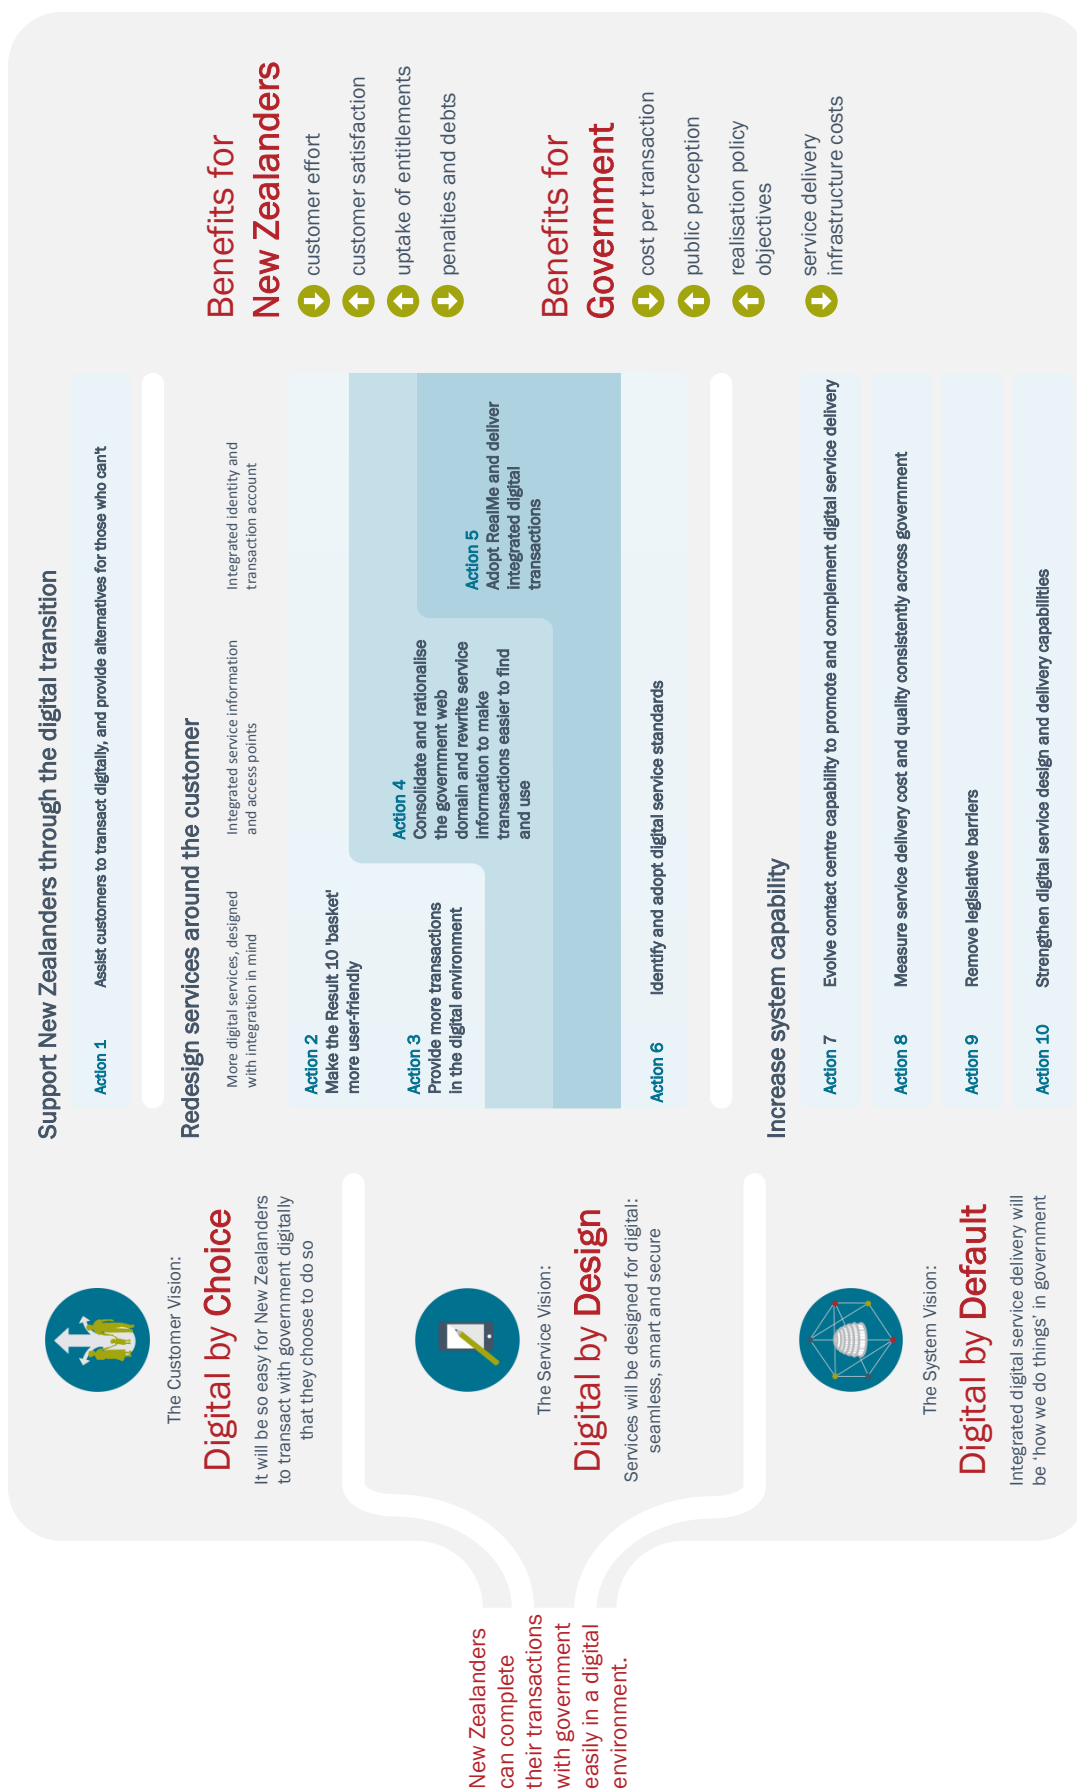 New Zealanders
can complete
their transactions
with government
easily in a digital
environment.
The Customer Vision:
Digital by Choice
It will be so easy for New Zealanders
to transact with government digitally
that they choose to do so
The Service Vision:
Digital by Design
Services will be designed for digital:
seamless, smart and secure
The System Vision:
Digital by Default
Integrated digital service delivery will
be ‘how we do things’ in government
Support New Zealanders through the digital transition
Action 1 Assist customers to transact digitally, and provide alternatives for those who can't
Redesign services around the customer
More digital services, designed
with integration in mind
Integrated service information
and access points
Integrated identity and
transaction account
Action 2
Make the Result 10 'basket'
more user-friendly
Action 3
Provide more transactions
in the digital environment
Action 4
Consolidate and rationalise
the government web
domain and rewrite service
information to make
transactions easier to find
and use
Action 5
Adopt RealMe and deliver
integrated digital
transactions
Action 6 Identify and adopt digital service standards
Increase system capability
Action 7 Evolve contact centre capability to promote and complement digital service delivery
Action 8 Measure service delivery cost and quality consistently across government
Action 9 Remove legislative barriers
Action 10 Strengthen digital service design and delivery capabilities
Benefits for
New Zealanders
customer effort
customer satisfaction
uptake of entitlements
penalties and debts
Benefits for
Government
cost per transaction
public perception
realisation policy
objectives
service delivery
infrastructure costs